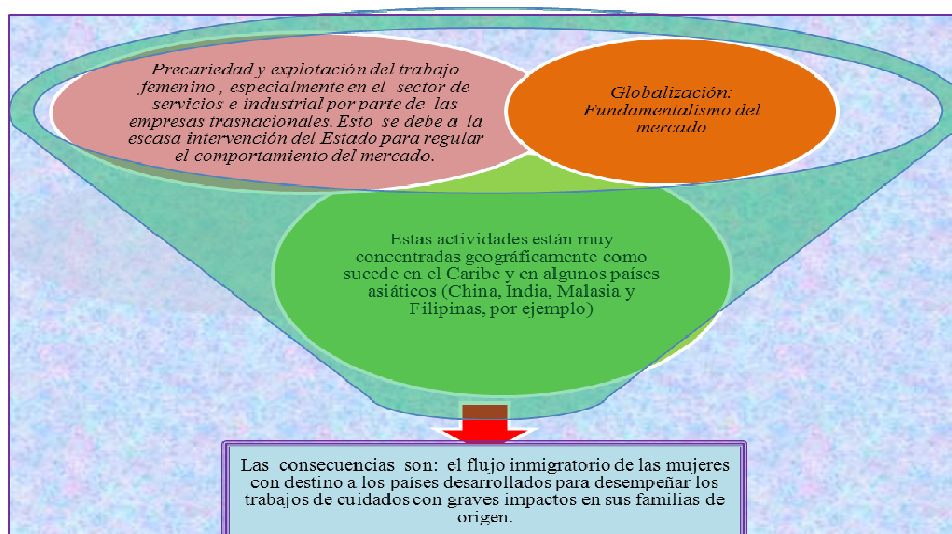 Precariedad y explotación del trabajo
femenino , especialmente en el sector de
servicios e industrial por parte de las
empresas trasnacionales. Esto se debe a la
escasa intervención del Estado para regular
el comportamiento del mercado.
Globalización:
Fundamentalismo del
mercado
Estas actividades están muy
concentradas geográficamente como
sucede en el Caribe y en algunos países
asiáticos (China, India, Malasia y
Filipinas, por ejemplo)
Las consecuencias son: el flujo inmigratorio de las mujeres
con destino a los países desarrollados para desempeñar los
trabajos de cuidados con graves impactos en sus familias de
origen.